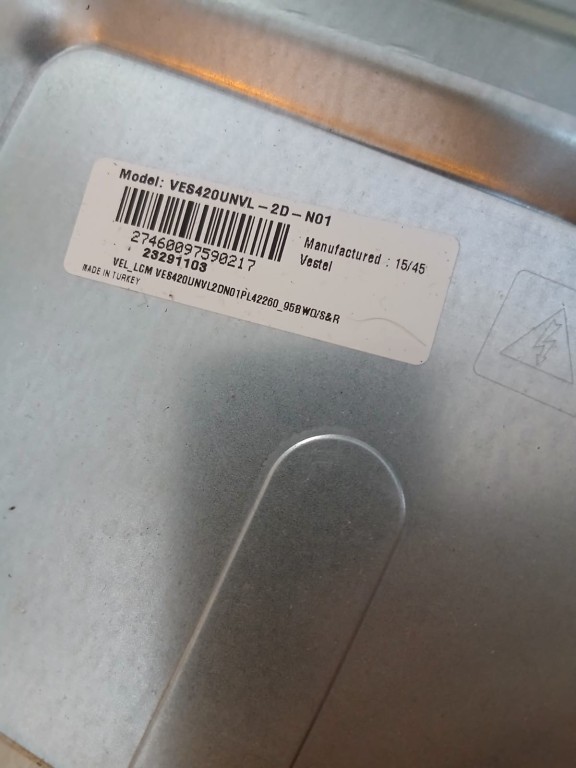 Model: VES420UNVL-2D-N01
27460097590217
Manufactured : 15/45
23291103
Vestel
VEL_LCM VES420UNVL2DN01PL42260_95BWO/S&R
MADE IN TURKEY